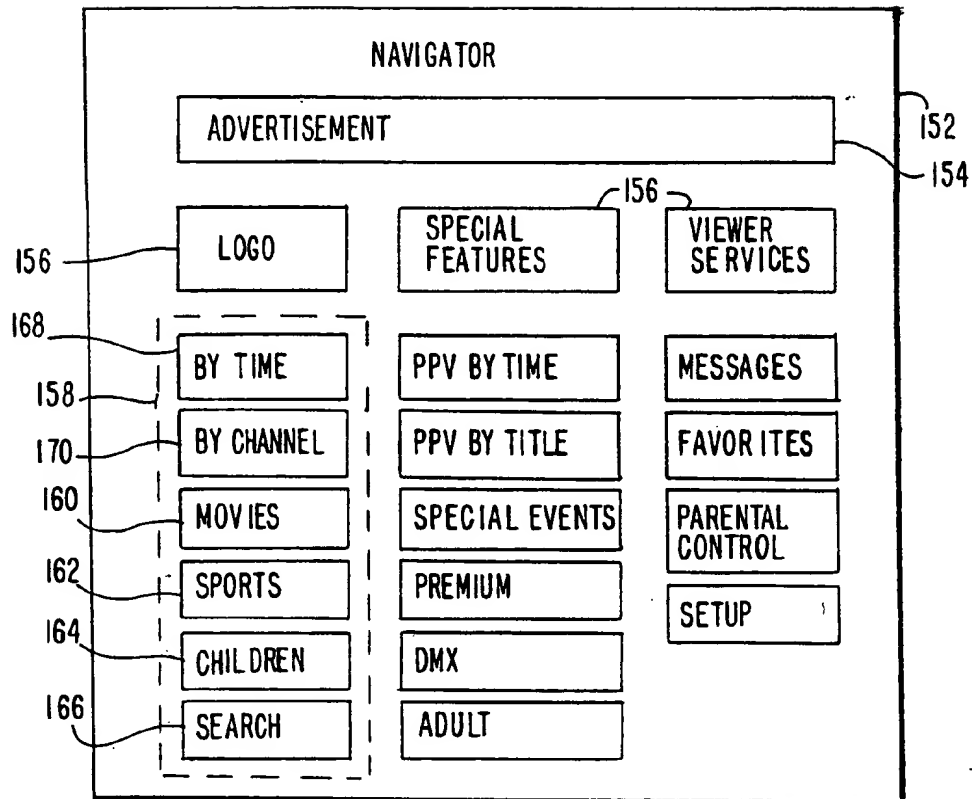 NAVIGATOR
152
ADVERTISEMENT
154
156
156
LOGO
SPECIAL
FEATURES
VIEWER
SERVICES
168
BY TIME
PPV BY TIME
MESSAGES
158
170
BY CHANNEL
PPV BY TITLE
FAVORITES
160
MOVIES
SPECIAL EVENTS
PARENTAL
CONTROL
162
SPORTS
PREMIUM
SETUP
164
CHILDREN
DMX
166
SEARCH
ADULT